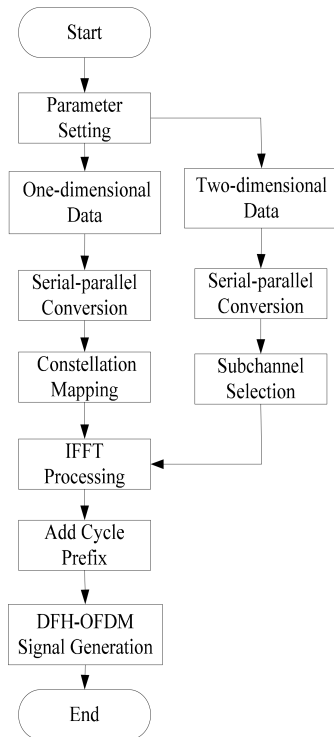 Start
Parameter
Setting
One-dimensional
Data
Two-dimensional
Data
Serial-parallel
Conversion
Serial-parallel
Conversion
Constellation
Mapping
Subchannel
Selection
IFFT
Processing
Add Cycle
Prefix
DFH-OFDM
Signal Generation
End